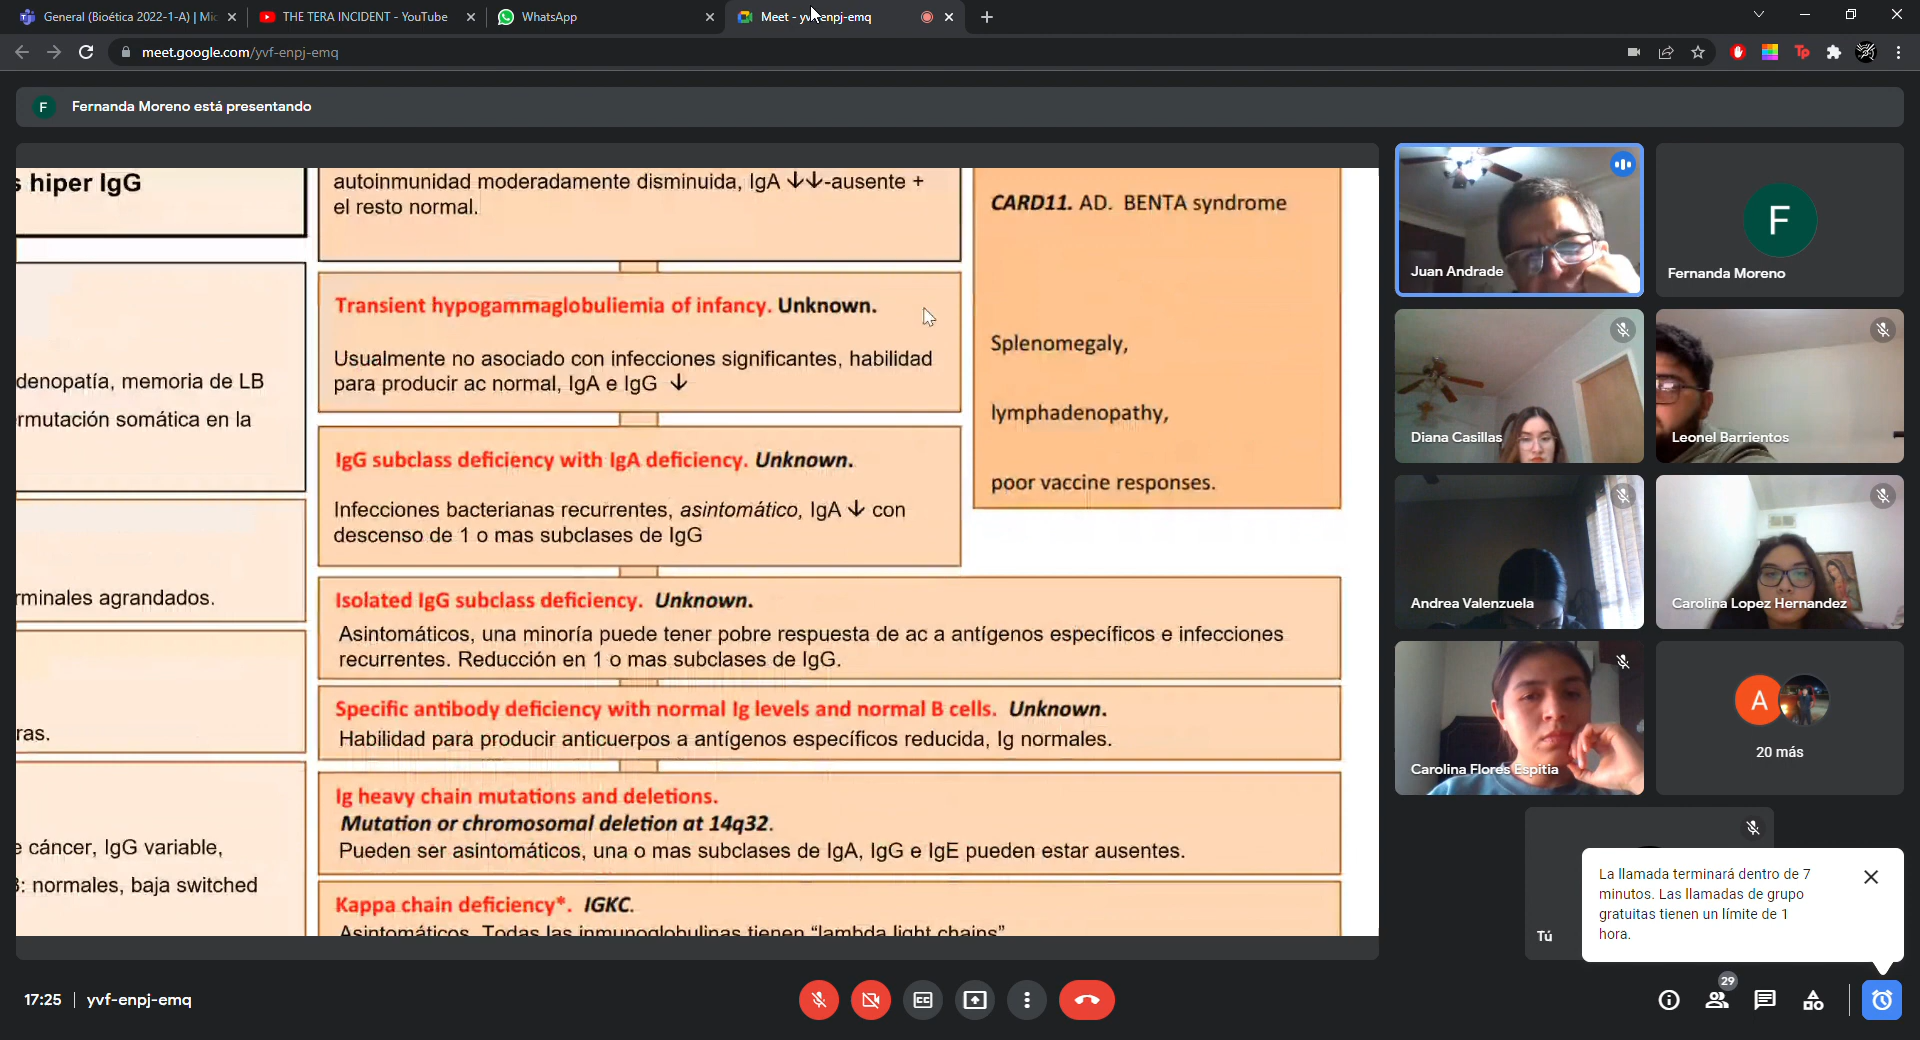 General (Bioética 2022-1-A) | Mic
THE TERA INCIDENT - YouTube
WhatsApp
Meet - yvf-enpj-emq
meet.google.com/yvf-enpj-emq
F
Fernanda Moreno está presentando
s hiper IgG
denopatía, memoria de LB
rmutación somática en la
rminales agrandados.
ras.
e cáncer, IgG variable,
3: normales, baja switched
autoinmunidad moderadamente disminuida, IgA ↓↓-ausente +
el resto normal.
Transient hypogammaglobuliemia of infancy. Unknown.
Usualmente no asociado con infecciones significantes, habilidad
para producir ac normal, IgA e IgG ↓
IgG subclass deficiency with IgA deficiency. Unknown.
Infecciones bacterianas recurrentes, asintomático, IgA ↓ con
descenso de 1 o mas subclases de IgG
Isolated IgG subclass deficiency. Unknown.
Asintomáticos, una minoría puede tener pobre respuesta de ac a antígenos específicos e infecciones
recurrentes. Reducción en 1 o mas subclases de IgG.
Specific antibody deficiency with normal Ig levels and normal B cells. Unknown.
Habilidad para producir anticuerpos a antígenos específicos reducida, Ig normales.
Ig heavy chain mutations and deletions.
Mutation or chromosomal deletion at 14q32.
Pueden ser asintomáticos, una o mas subclases de IgA, IgG e IgE pueden estar ausentes.
Kappa chain deficiency*. IGKC.
Asintomáticos. Todas las inmunoglobulinas tienen “lambda light chains”
CARD11. AD. BENTA syndrome
Splenomegaly,
lymphadenopathy,
poor vaccine responses.
Juan Andrade
F
Fernanda Moreno
Diana Casillas
Leonel Barrientos
Andrea Valenzuela
Carolina Lopez Hernandez
Carolina Flores Espitia
A
20 más
Tú
La llamada terminará dentro de 7
minutos. Las llamadas de grupo
gratuitas tienen un límite de 1
hora.
17:25 | yvf-enpj-emq
CC
29